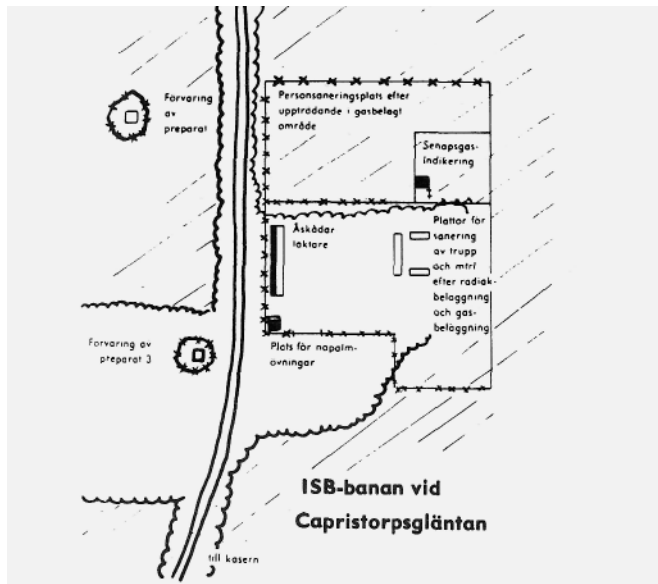 Förvaring
av
preparat
Personsaneringsplats efter
uppträdande i gasbelagt
område
Senapsgas-
indikering
Åskådar
läktare
Plattor för
sanering
av trupp
och mtrl
efter radiak-
beläggning
och gas-
beläggning
Förvaring av
preparat 3
Plats för napalm-
övningar
ISB-banan vid
Capristorpsgläntan
till kasern